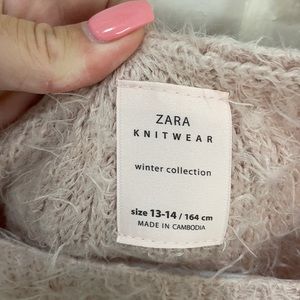 ZARA
KNITWEAR
winter collection
size 13-14 / 164 cm
MADE IN CAMBODIA